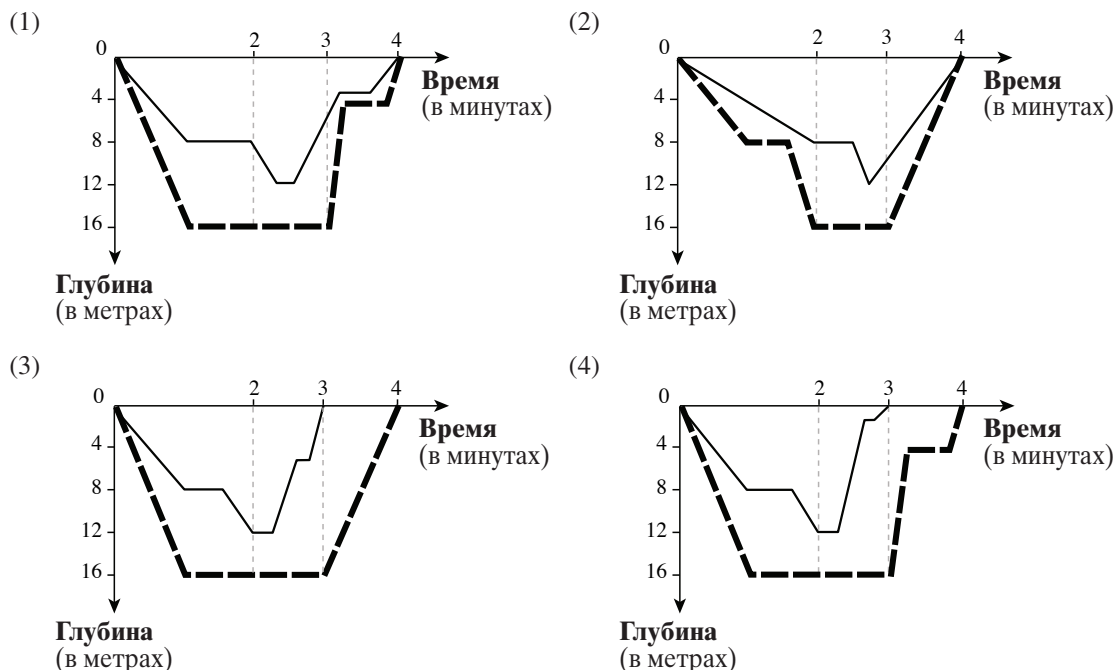 (1)
0 2 3 4
4
8
12
16
Время
(в минутах)
Глубина
(в метрах)
(2)
0 2 3 4
4
8
12
16
Время
(в минутах)
Глубина
(в метрах)
(3)
0 2 3 4
4
8
12
16
Время
(в минутах)
Глубина
(в метрах)
(4)
0 2 3 4
4
8
12
16
Время
(в минутах)
Глубина
(в метрах)